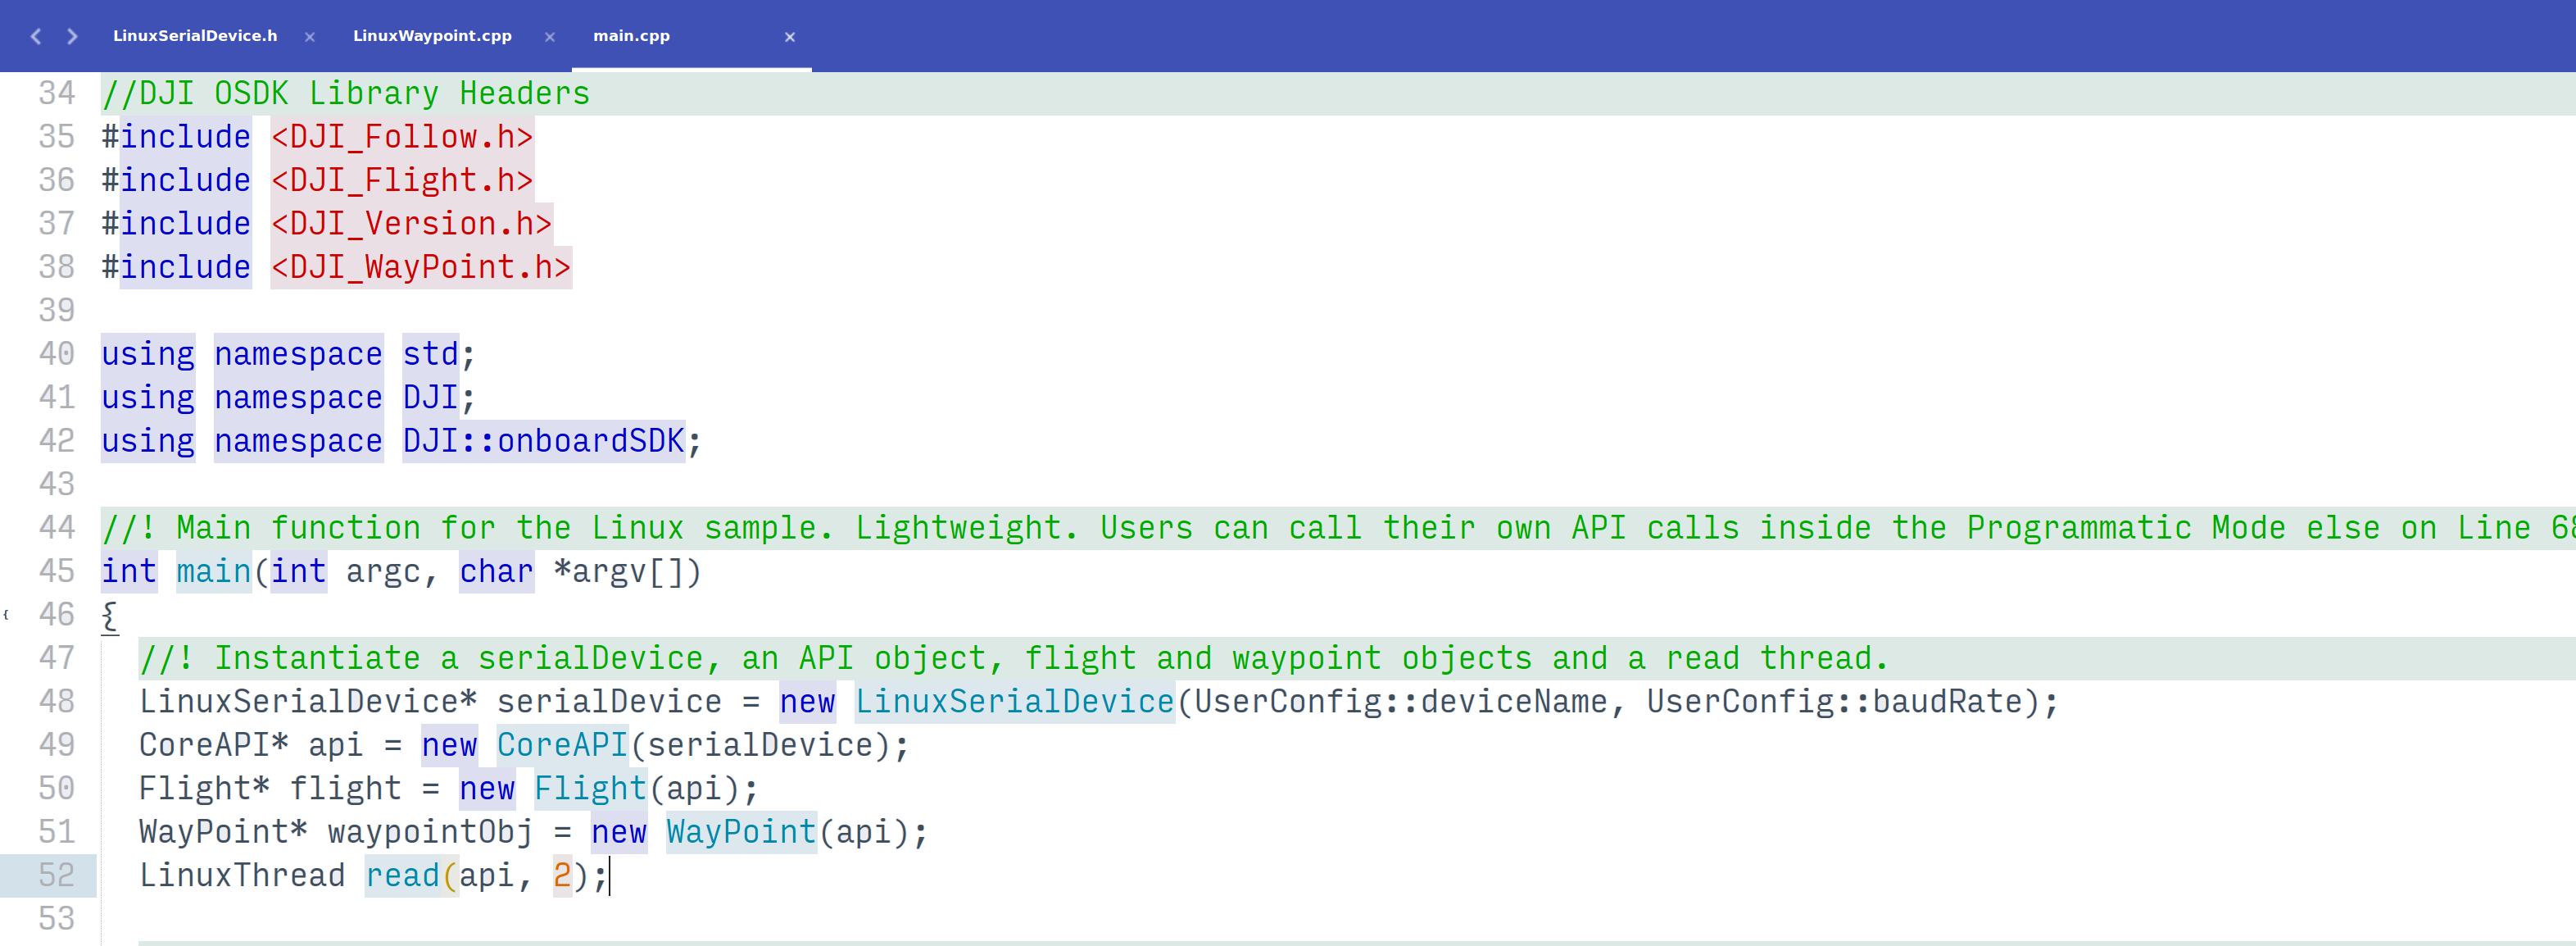 LinuxSerialDevice.h × LinuxWaypoint.cpp × main.cpp ×
34 //DJI OSDK Library Headers
35 #include <DJI_Follow.h>
36 #include <DJI_Flight.h>
37 #include <DJI_Version.h>
38 #include <DJI_WayPoint.h>
39
40 using namespace std;
41 using namespace DJI;
42 using namespace DJI::onboardSDK;
43
44 //! Main function for the Linux sample. Lightweight. Users can call their own API calls inside the Programmatic Mode else on Line 68
45 int main(int argc, char *argv[])
{ 46 {
47 //! Instantiate a serialDevice, an API object, flight and waypoint objects and a read thread.
48 LinuxSerialDevice* serialDevice = new LinuxSerialDevice(UserConfig::deviceName, UserConfig::baudRate);
49 CoreAPI* api = new CoreAPI(serialDevice);
50 Flight* flight = new Flight(api);
51 WayPoint* waypointObj = new WayPoint(api);
52 LinuxThread read(api, 2);
53